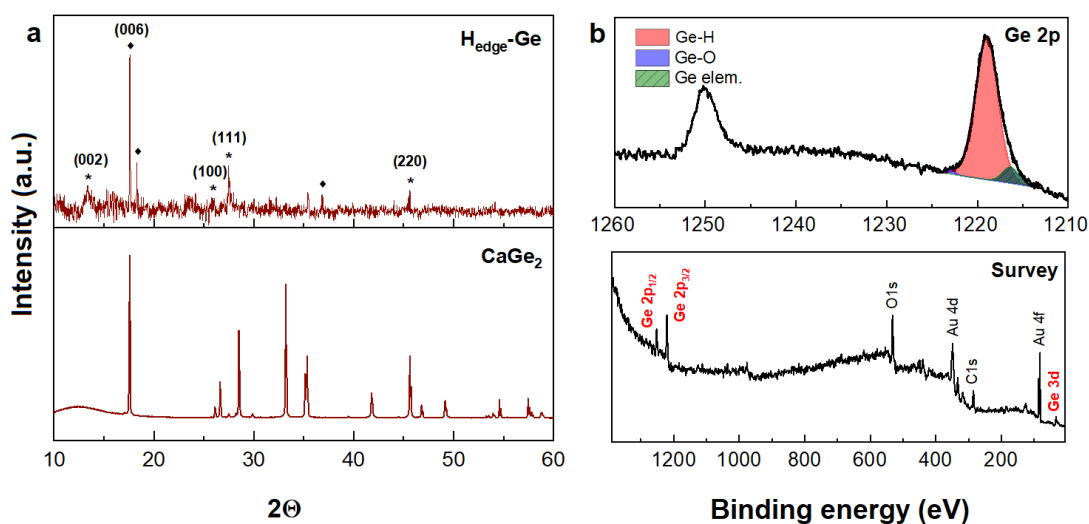 a
H_edge-Ge
(006)
♦
♦
(002)
*
(100)
*
(111)
*
♦
(220)
*
CaGe₂
10 20 30 40 50 60
2Θ
Intensity (a.u.)
b
Ge 2p
Ge-H
Ge-O
Ge elem.
1260 1250 1240 1230 1220 1210
Survey
Ge 2p₁/₂
Ge 2p₃/₂
O1s
Au 4d
C1s
Au 4f
Ge 3d
1200 1000 800 600 400 200
Binding energy (eV)